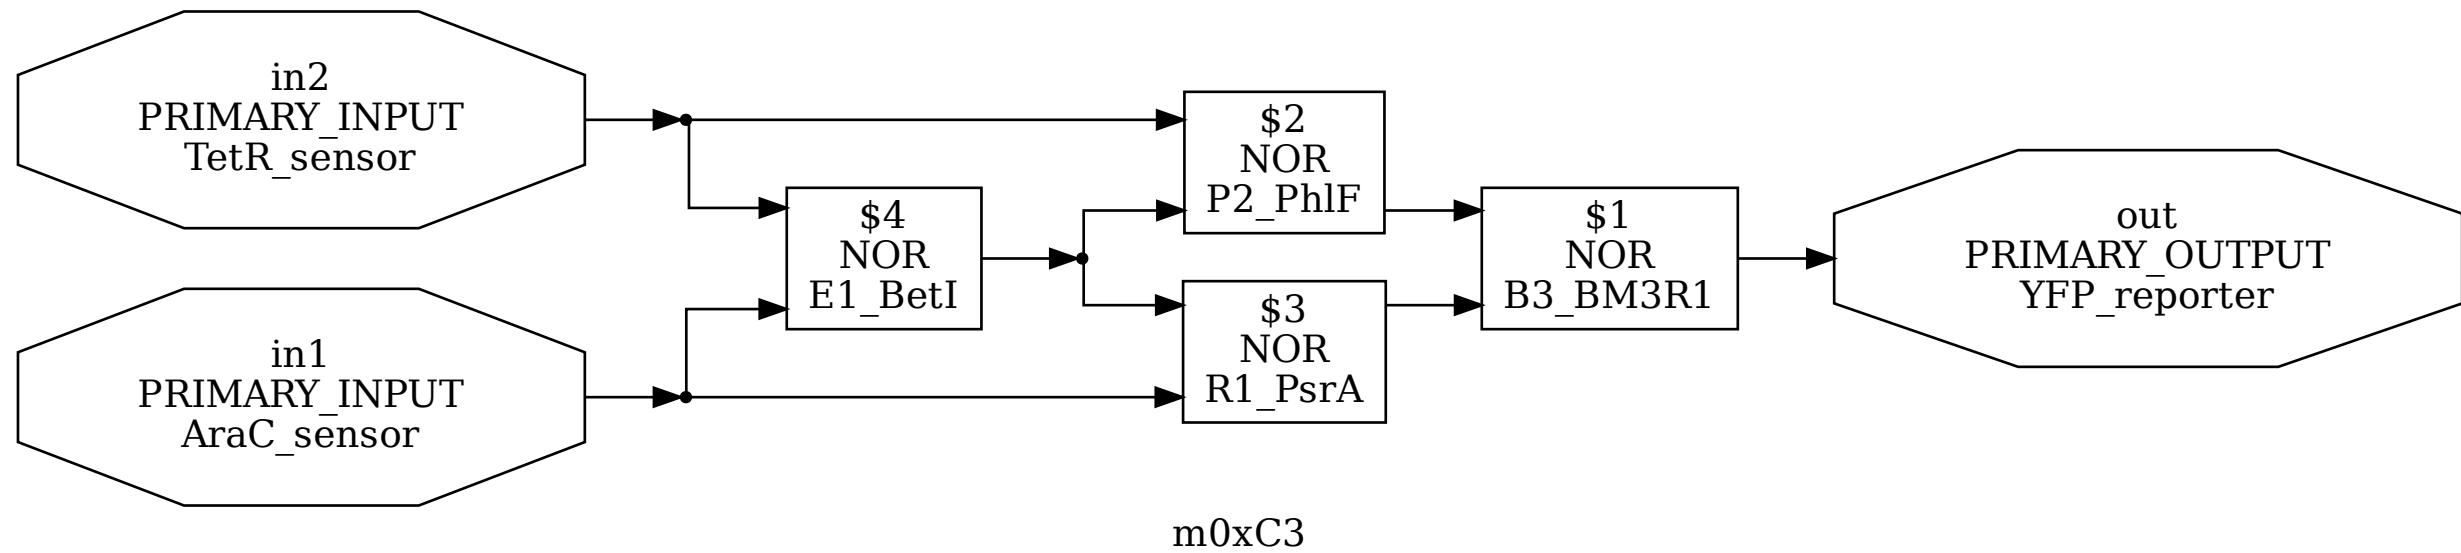 in2
PRIMARY_INPUT
TetR_sensor
in1
PRIMARY_INPUT
AraC_sensor
$4
NOR
E1_BetI
$2
NOR
P2_PhlF
$3
NOR
R1_PsrA
$1
NOR
B3_BM3R1
out
PRIMARY_OUTPUT
YFP_reporter
m0xC3